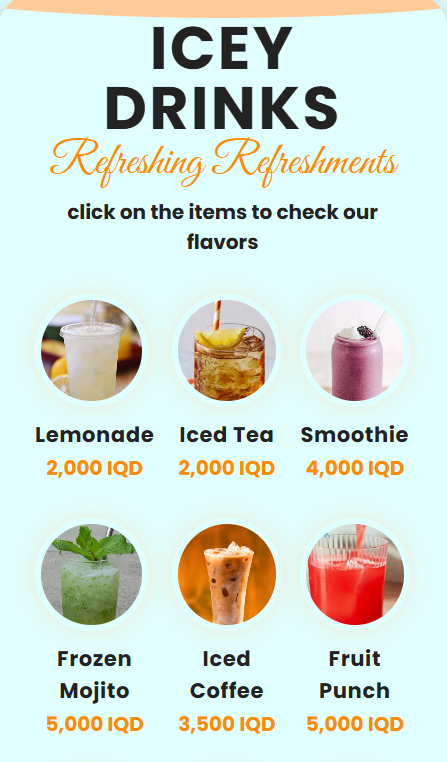 ICEY
DRINKS
Refreshing Refreshments
click on the items to check our
flavors
Lemonade Iced Tea Smoothie
2,000 IQD 2,000 IQD 4,000 IQD
Frozen Iced Fruit
Mojito Coffee Punch
5,000 IQD 3,500 IQD 5,000 IQD